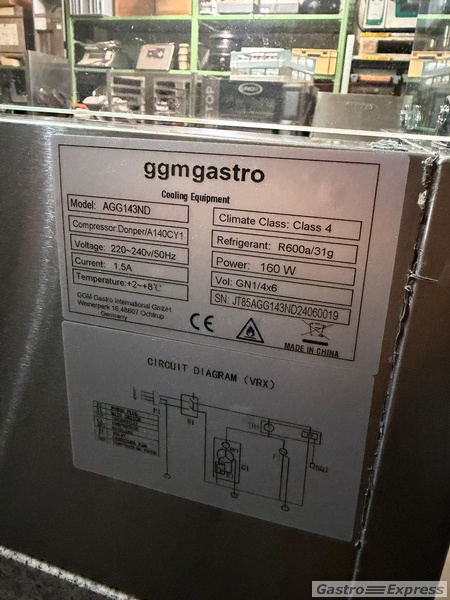 ggmgastro
Cooling Equipment
Model: AGG143ND
Compressor:Donper/A140CY1
Voltage: 220~240v/50Hz
Current: 1.5A
Temperature:+2~+8℃
GGM Gastro International GmbH
Weinerpark 16,48607 Ochtrup
Germany
Climate Class: Class 4
Refrigerant: R600a/31g
Power: 160 W
Vol: GN1/4x6
SN: JT85AGG143ND24060019
CE
MADE IN CHINA
CIRCUIT DIAGRAM (VRX)
Gastro Express